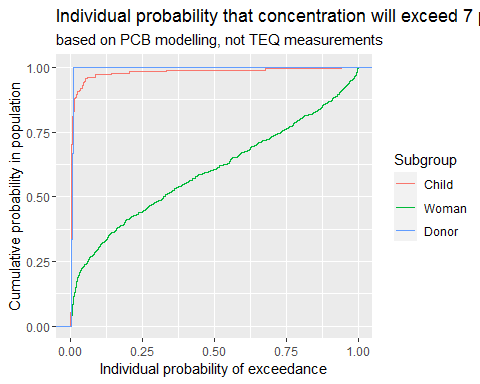 Individual probability that concentration will exceed 7
based on PCB modelling, not TEQ measurements
Cumulative probability in population
1.00
0.75
0.50
0.25
0.00
0.00 0.25 0.50 0.75 1.00
Individual probability of exceedance
Subgroup
Child
Woman
Donor